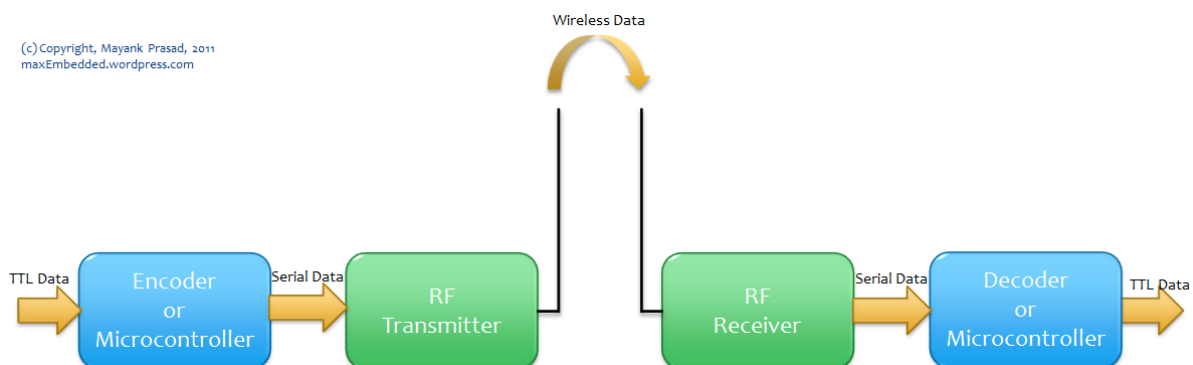 Wireless Data
(c) Copyright, Mayank Prasad, 2011
maxEmbedded.wordpress.com
TTL Data
Encoder
or
Microcontroller
Serial Data
RF
Transmitter
RF
Receiver
Serial Data
Decoder
or
Microcontroller
TTL Data